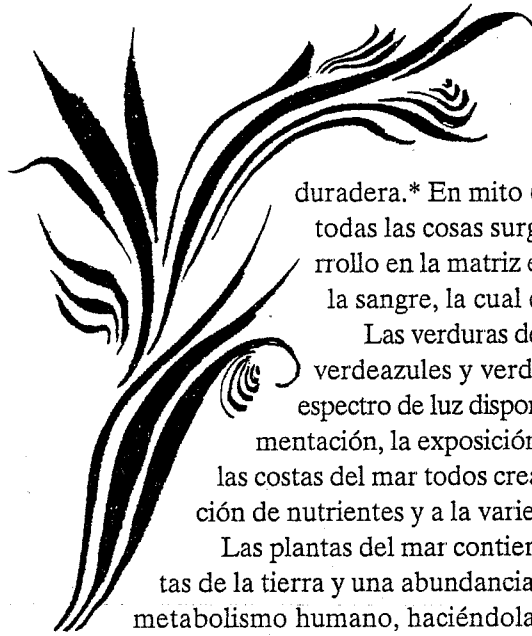 duradera.* En mito
todas las cosas surg
rrollo en la matriz
la sangre, la cual
Las verduras de
verdeazules y verd
espectro de luz dispon
mentación, la exposición
las costas del mar todos crea
ción de nutrientes y a la varie
Las plantas del mar contien
tas de la tierra y una abundancia
metabolismo humano, haciéndola